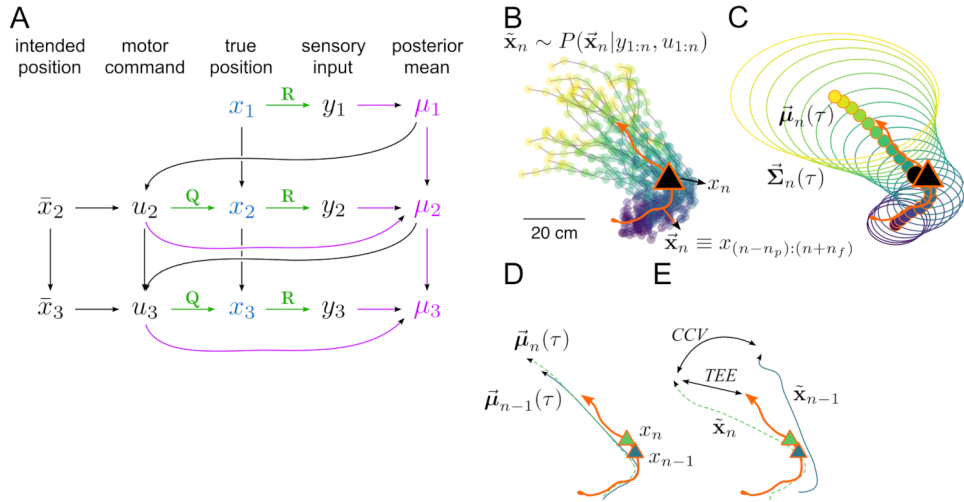 A
intended position
motor command
true position
sensory input
posterior mean
x₁ R y₁ μ₁
x̄₂ u₂ Q x₂ R y₂ μ₂
x̄₃ u₃ Q x₃ R y₃ μ₃
B
x̃ₙ ∼ P(x⃗ₙ|y₁:ₙ, u₁:ₙ)
xₙ
20 cm
x⃗ₙ ≡ x₍ₙ₋ₙₚ₎:₍ₙ₊ₙ_f₎
C
μ⃗ₙ(τ)
Σ⃗ₙ(τ)
D
μ⃗ₙ(τ)
μ⃗ₙ₋₁(τ)
xₙ
xₙ₋₁
E
CCV
TEE
x̃ₙ₋₁
x̃ₙ